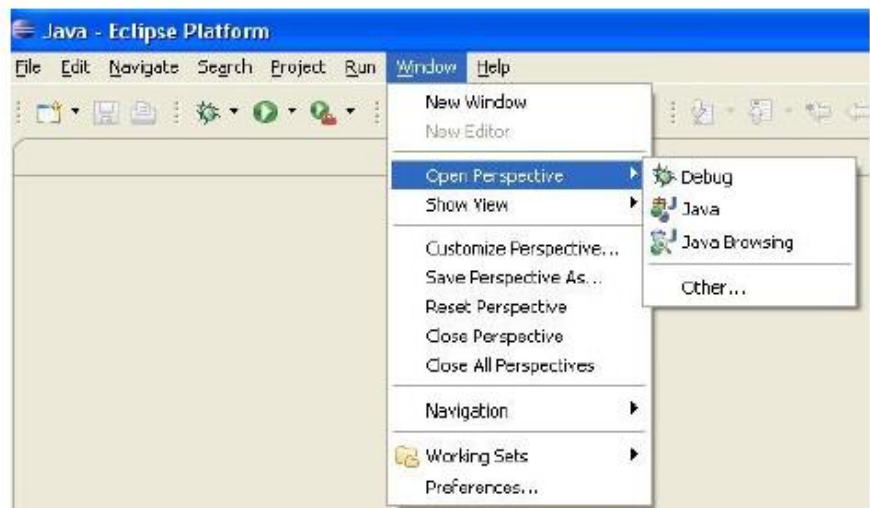 Java - Eclipse Platform
File Edit Navigate Search Project Run Window Help
New Window
New Editor
Open Perspective
Show View
Customize Perspective...
Save Perspective As...
Reset Perspective
Close Perspective
Close All Perspectives
Navigation
Working Sets
Preferences...
Debug
Java
Java Browsing
Other...